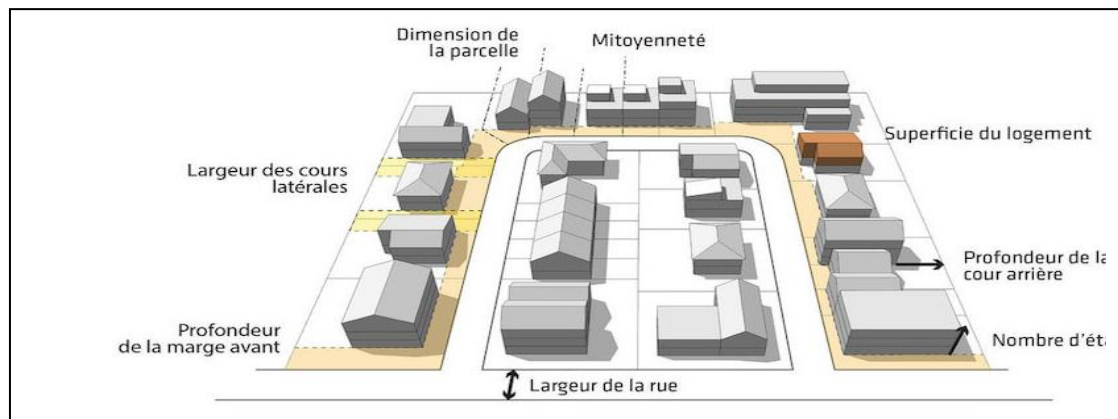 Dimension de
la parcelle
Mitoyenneté
Superficie du logement
Largeur des cours
latérales
Profondeur de la
cour arrière
Profondeur
de la marge avant
Nombre d'éta
Largeur de la rue